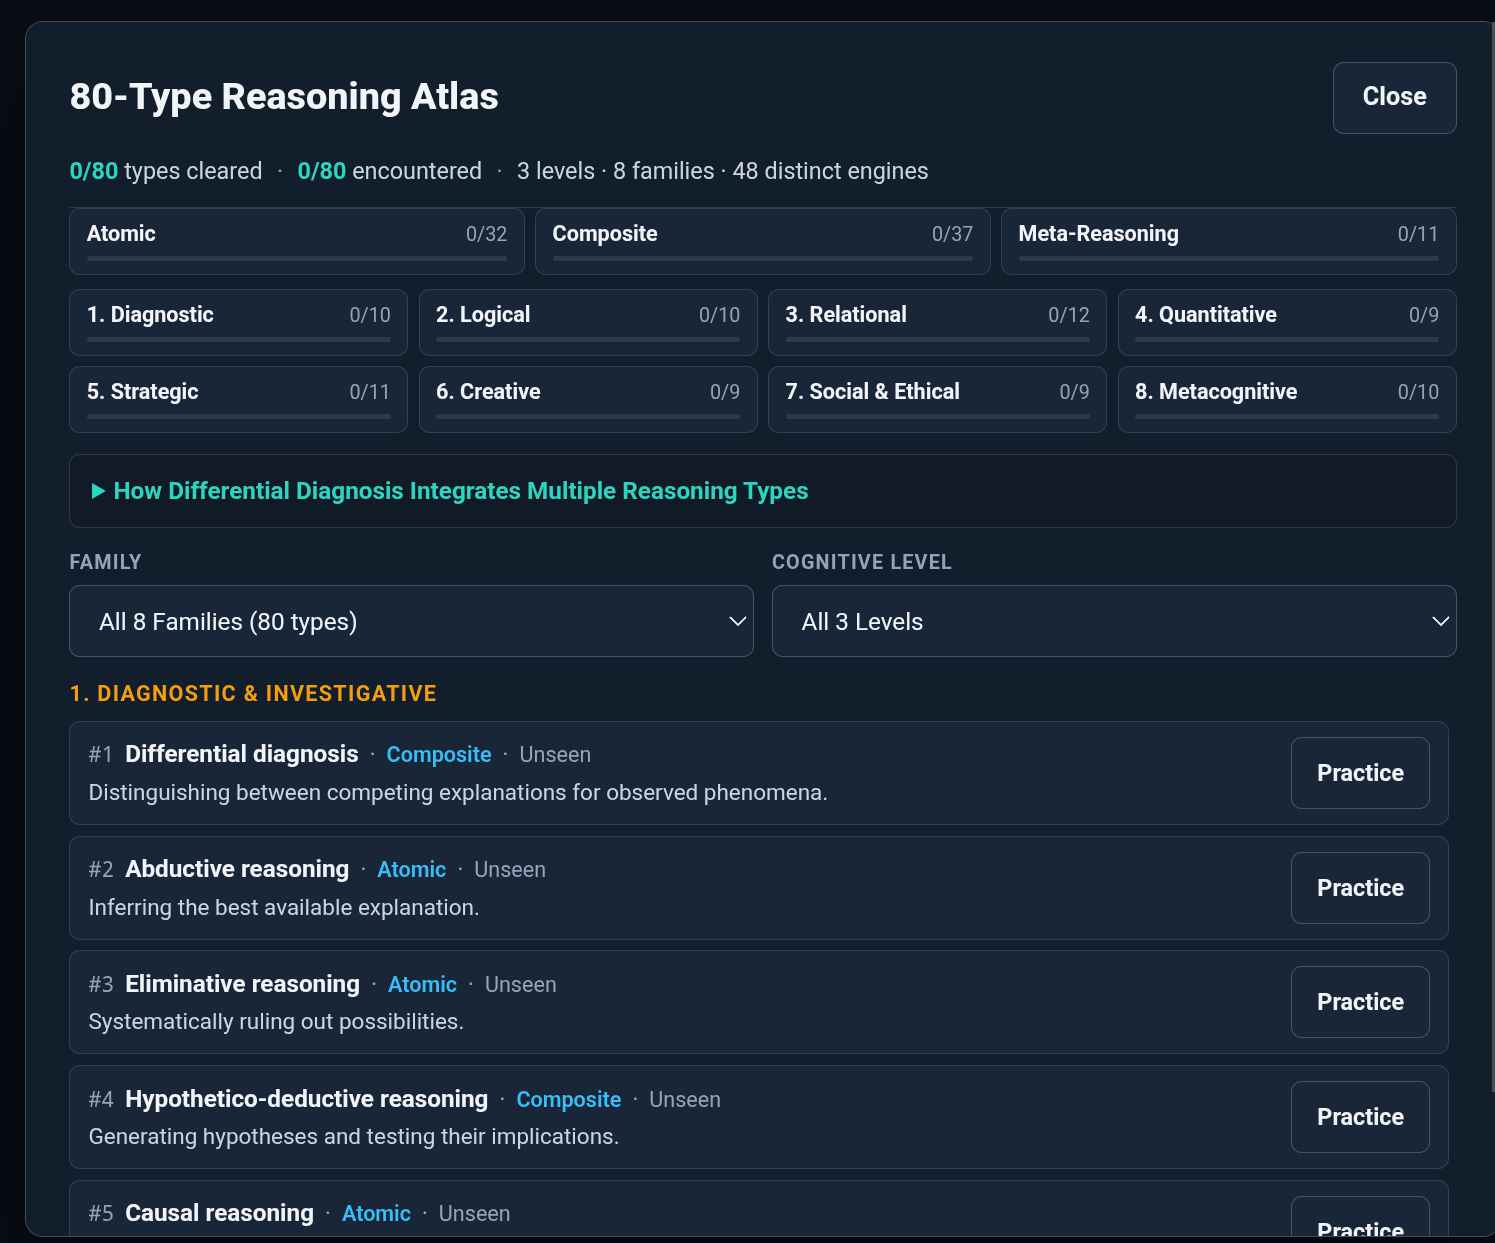 80-Type Reasoning Atlas
Close
0/80 types cleared · 0/80 encountered · 3 levels · 8 families · 48 distinct engines
Atomic 0/32
Composite 0/37
Meta-Reasoning 0/11
1. Diagnostic 0/10
2. Logical 0/10
3. Relational 0/12
4. Quantitative 0/9
5. Strategic 0/11
6. Creative 0/9
7. Social & Ethical 0/9
8. Metacognitive 0/10
▶ How Differential Diagnosis Integrates Multiple Reasoning Types
FAMILY
All 8 Families (80 types)
COGNITIVE LEVEL
All 3 Levels
1. DIAGNOSTIC & INVESTIGATIVE
#1 Differential diagnosis · Composite · Unseen
Distinguishing between competing explanations for observed phenomena.
Practice
#2 Abductive reasoning · Atomic · Unseen
Inferring the best available explanation.
Practice
#3 Eliminative reasoning · Atomic · Unseen
Systematically ruling out possibilities.
Practice
#4 Hypothetico-deductive reasoning · Composite · Unseen
Generating hypotheses and testing their implications.
Practice
#5 Causal reasoning · Atomic · Unseen
Practice